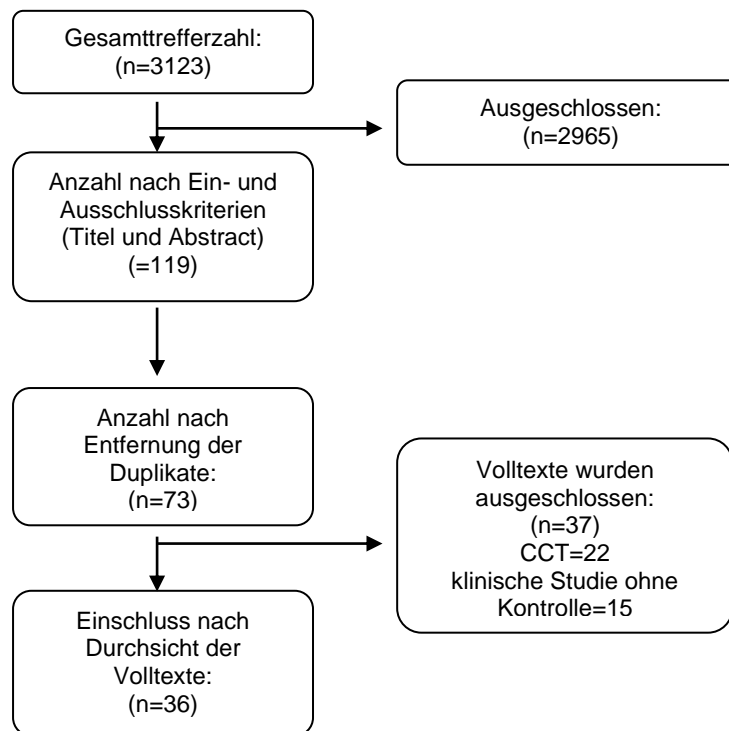 Gesamttrefferzahl:
(n=3123)
Ausgeschlossen:
(n=2965)
Anzahl nach Ein- und
Ausschlusskriterien
(Titel und Abstract)
(=119)
Anzahl nach
Entfernung der
Duplikate:
(n=73)
Volltexte wurden
ausgeschlossen:
(n=37)
CCT=22
klinische Studie ohne
Kontrolle=15
Einschluss nach
Durchsicht der
Volltexte:
(n=36)